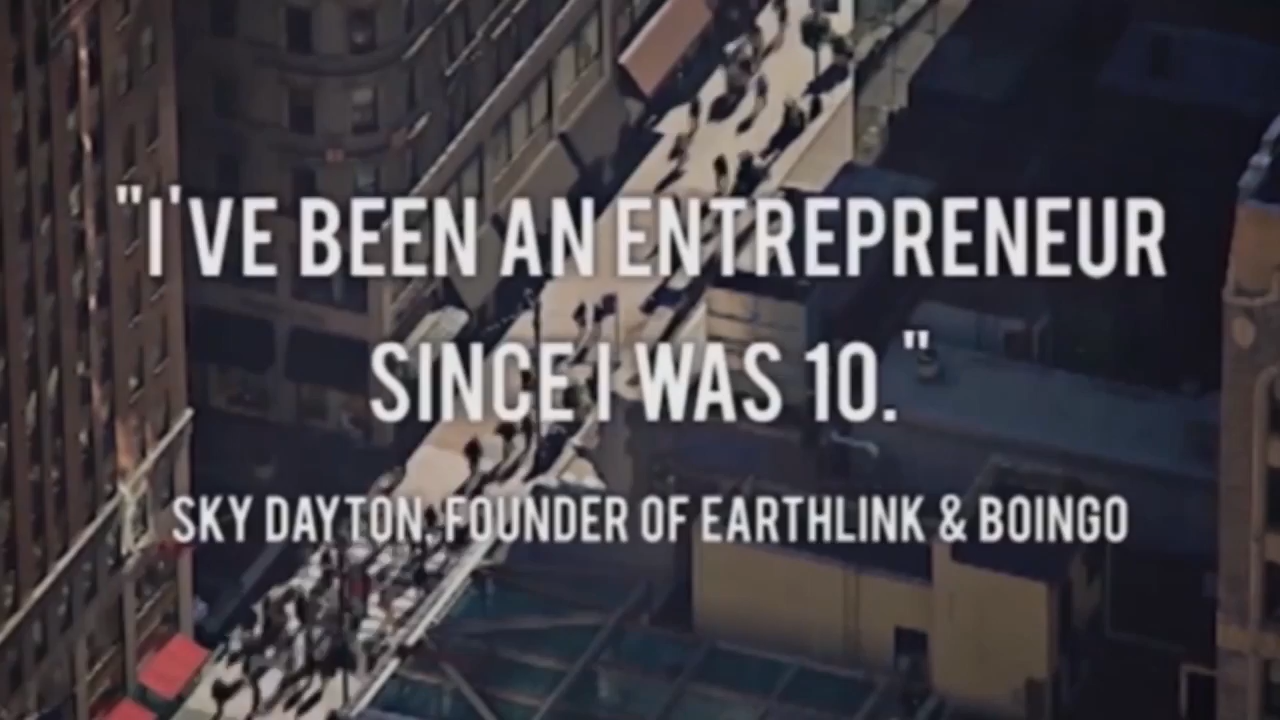 "I'VE BEEN AN ENTREPRENEUR
SINCE I WAS 10."
SKY DAYTON, FOUNDER OF EARTHLINK & BOINGO